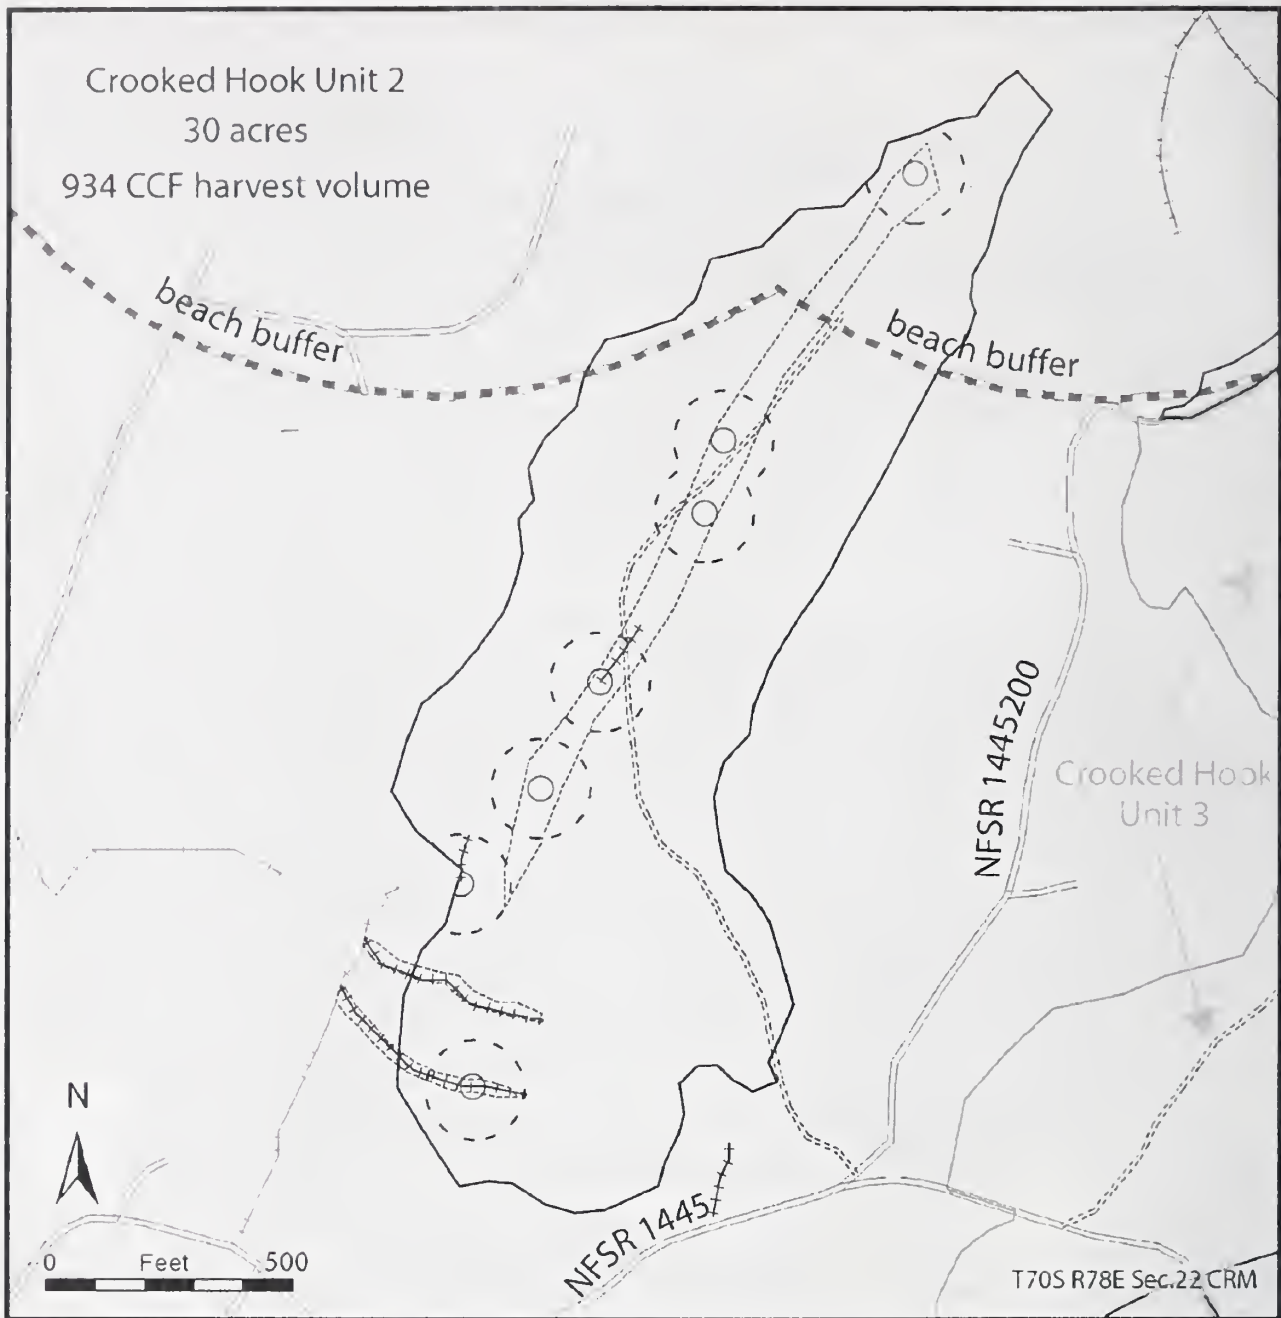 Crooked Hook Unit 2
30 acres
934 CCF harvest volume
beach buffer
beach buffer
NFSR 1445200
Crooked Hook
Unit 3
N
NFSR 1445
0 Feet 500
T70S R78E Sec.22 CRM